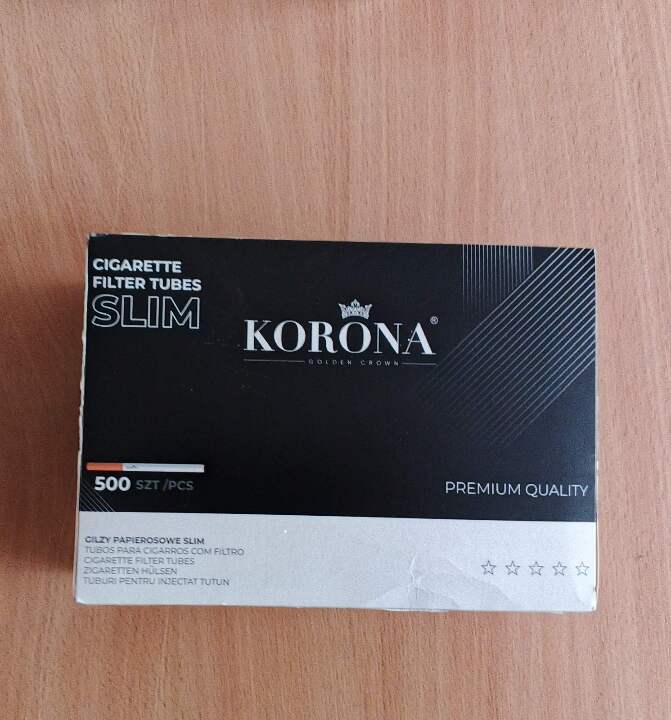 CIGARETTE
FILTER TUBES
SLIM
KORONA®
GOLDEN CROWN
500 SZT /PCS
PREMIUM QUALITY
GILZY PAPIEROSOWE SLIM
TUBOS PARA CIGARROS COM FILTRO
CIGARETTE FILTER TUBES
ZIGARETTEN HÜLSEN
TUBURI PENTRU INJECTAT TUTUN